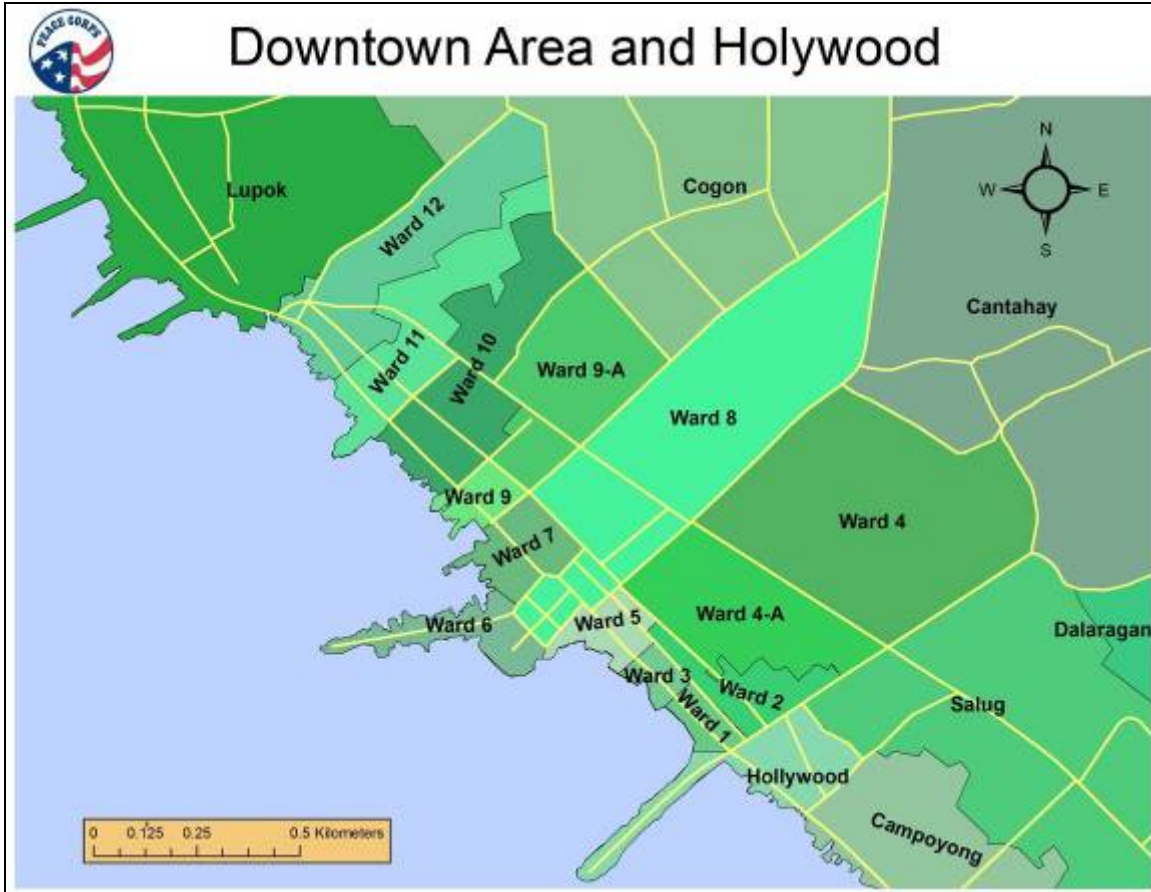 PEACE CORPS
Downtown Area and Holywood
N
W E
S
Lupok
Cogon
Ward 12
Cantahay
Ward 11
Ward 10
Ward 9-A
Ward 8
Ward 9
Ward 4
Ward 7
Ward 6
Ward 5
Ward 4-A
Dalaragan
Ward 3
Ward 2
Ward 1
Salug
Hollywood
Campoyong
0 0.125 0.25 0.5 Kilometers